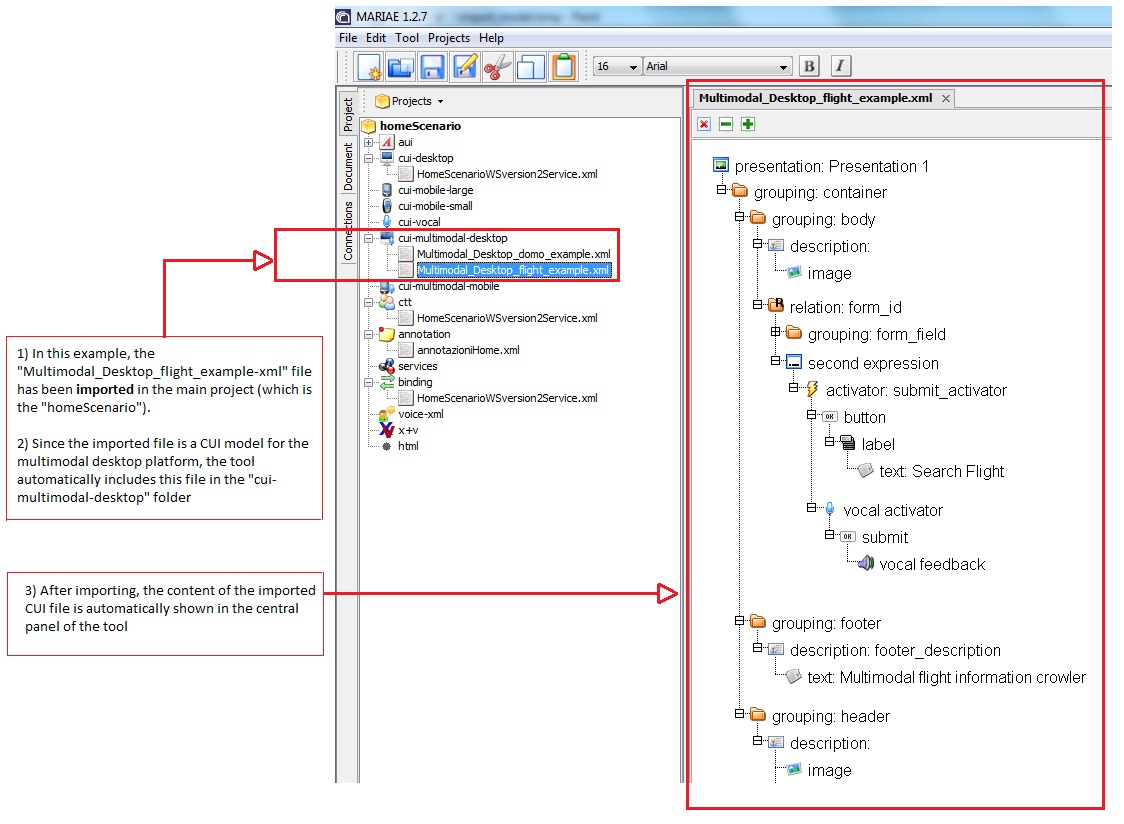 MARIAE 1.2.7
File Edit Tool Projects Help
16 Arial B I
Project
Document
Connections
Projects
homeScenario
aui
cui-desktop
HomeScenarioWSversion2Service.xml
cui-mobile-large
cui-mobile-small
cui-vocal
cui-multimodal-desktop
Multimodal_Desktop_domo_example.xml
Multimodal_Desktop_flight_example.xml
cui-multimodal-mobile
ctt
HomeScenarioWSversion2Service.xml
annotation
annotazioniHome.xml
services
binding
HomeScenarioWSversion2Service.xml
voice-xml
x+v
html
1) In this example, the
"Multimodal_Desktop_flight_example-xml" file
has been imported in the main project (which is
the "homeScenario").
2) Since the imported file is a CUI model for the
multimodal desktop platform, the tool
automatically includes this file in the "cui-
multimodal-desktop" folder
3) After importing, the content of the imported
CUI file is automatically shown in the central
panel of the tool
Multimodal_Desktop_flight_example.xml
presentation: Presentation 1
grouping: container
grouping: body
description:
image
R relation: form_id
grouping: form_field
second expression
activator: submit_activator
OK button
label
text: Search Flight
vocal activator
OK submit
vocal feedback
grouping: footer
description: footer_description
text: Multimodal flight information crowler
grouping: header
description:
image